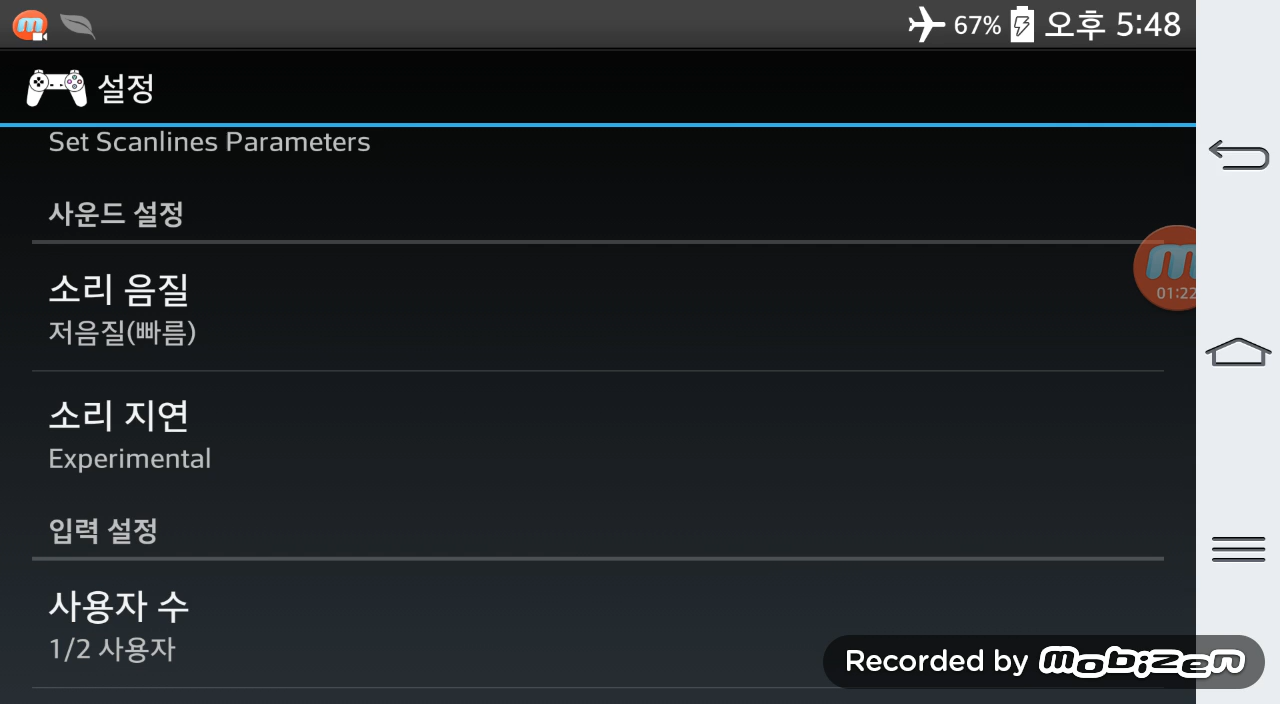 67% 오후 5:48
설정
Set Scanlines Parameters
사운드 설정
소리 음질
저음질(빠름)
01:22
소리 지연
Experimental
입력 설정
사용자 수
1/2 사용자
Recorded by mobizen